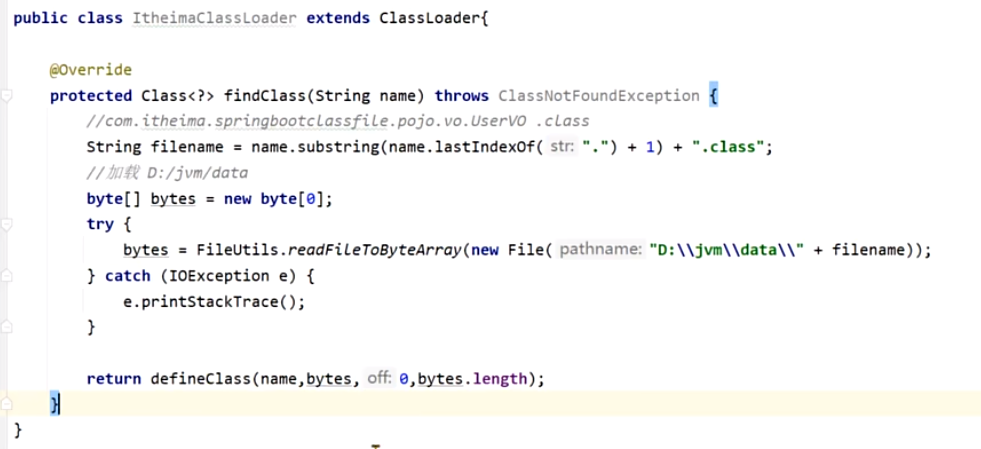 public class ItheimaClassLoader extends ClassLoader{
@Override
protected Class<?> findClass(String name) throws ClassNotFoundException {
//com.itheima.springbootclassfile.pojo.vo.UserVO .class
String filename = name.substring(name.lastIndexOf( str: ".") + 1) + ".class";
//加载 D:/jvm/data
byte[] bytes = new byte[0];
try {
bytes = FileUtils.readFileToByteArray(new File( pathname: "D:\\jvm\\data\\" + filename));
} catch (IOException e) {
e.printStackTrace();
}
return defineClass(name,bytes, off: 0,bytes.length);
}
}